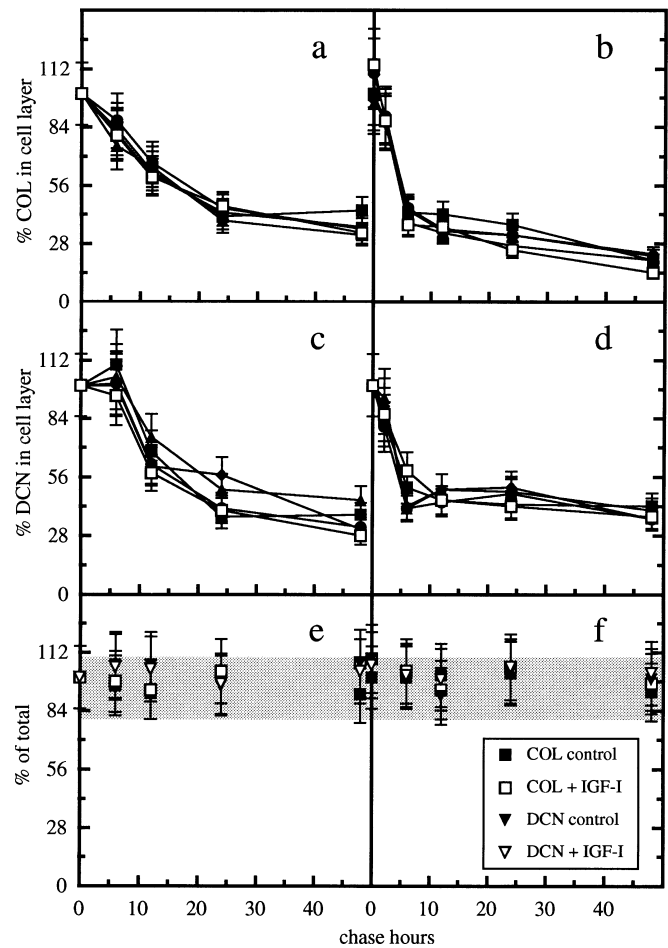 a
b
% COL in cell layer
112
84
56
28
0
c
d
% DCN in cell layer
112
84
56
28
0
e
f
% of total
112
84
56
28
0
COL control
COL + IGF-I
DCN control
DCN + IGF-I
0 10 20 30 40 0 10 20 30 40
chase hours